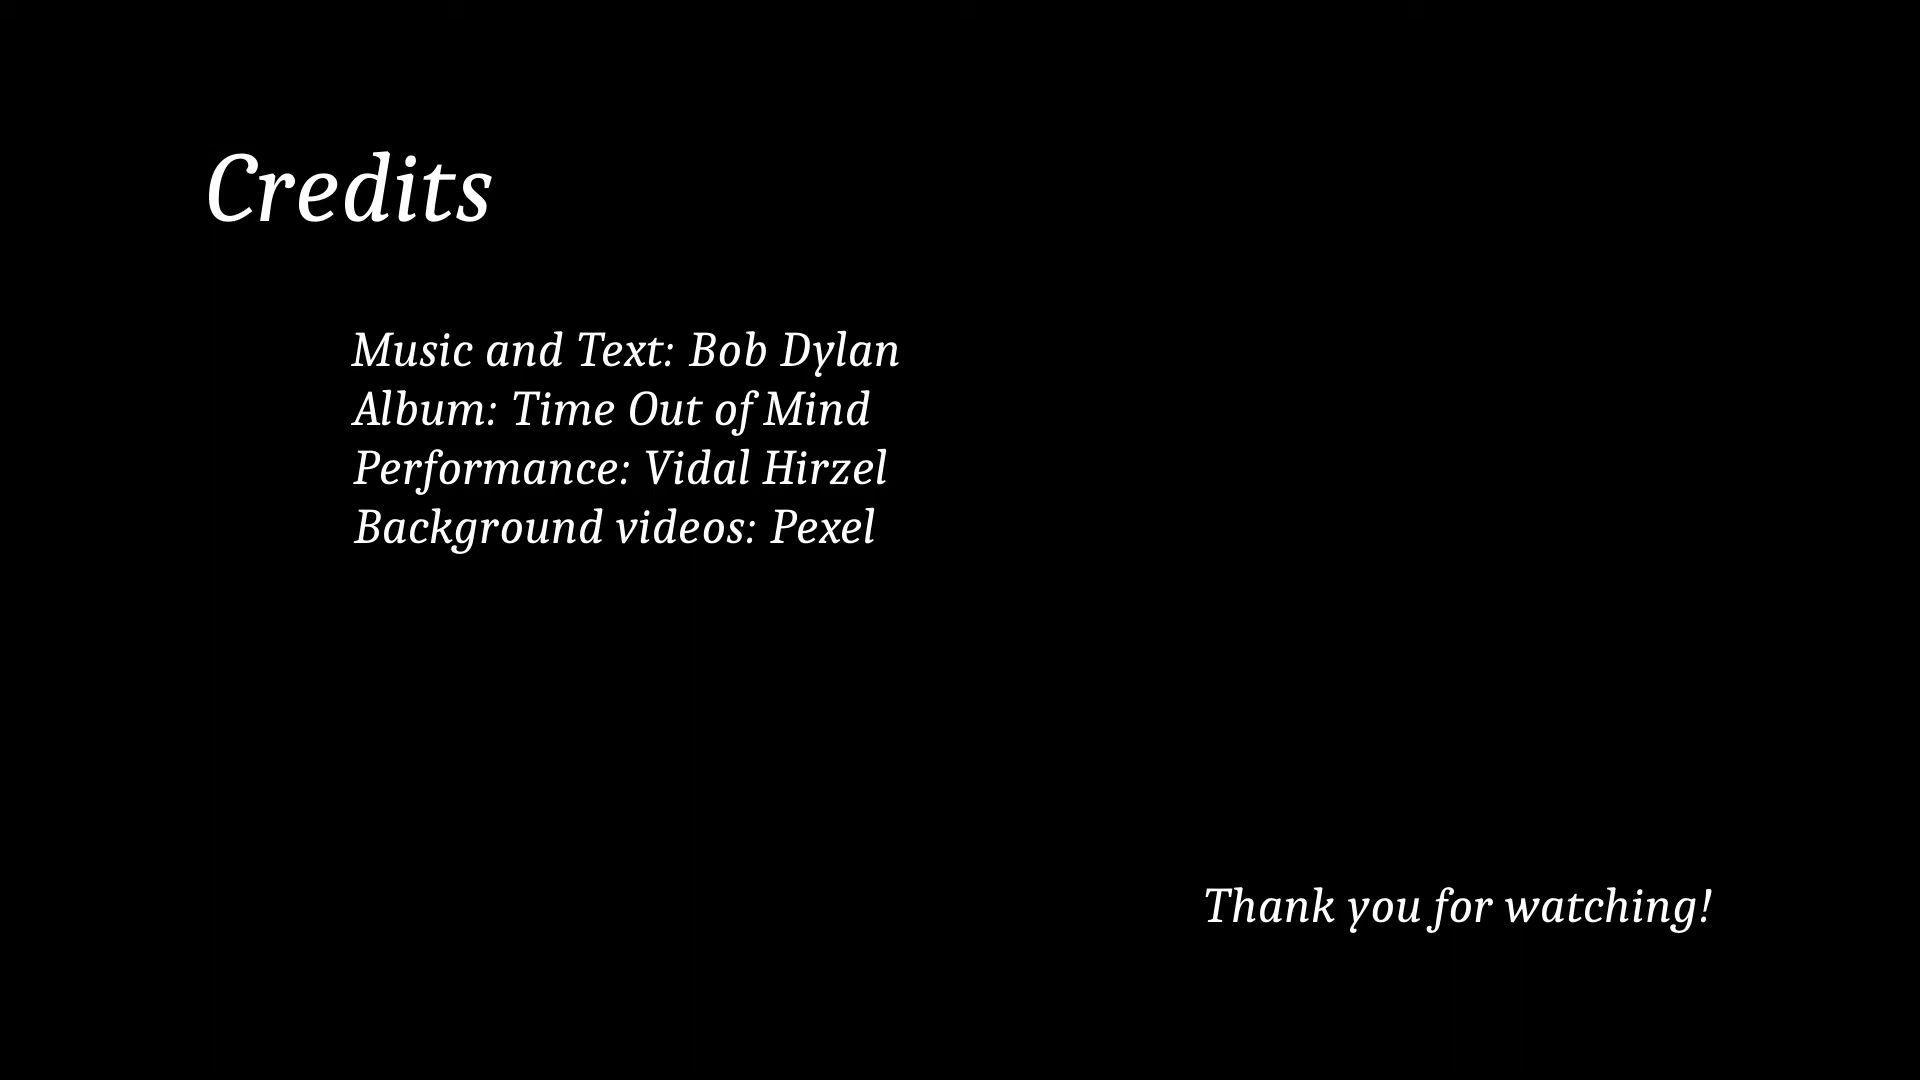 Credits
Music and Text: Bob Dylan
Album: Time Out of Mind
Performance: Vidal Hirzel
Background videos: Pexel
Thank you for watching!